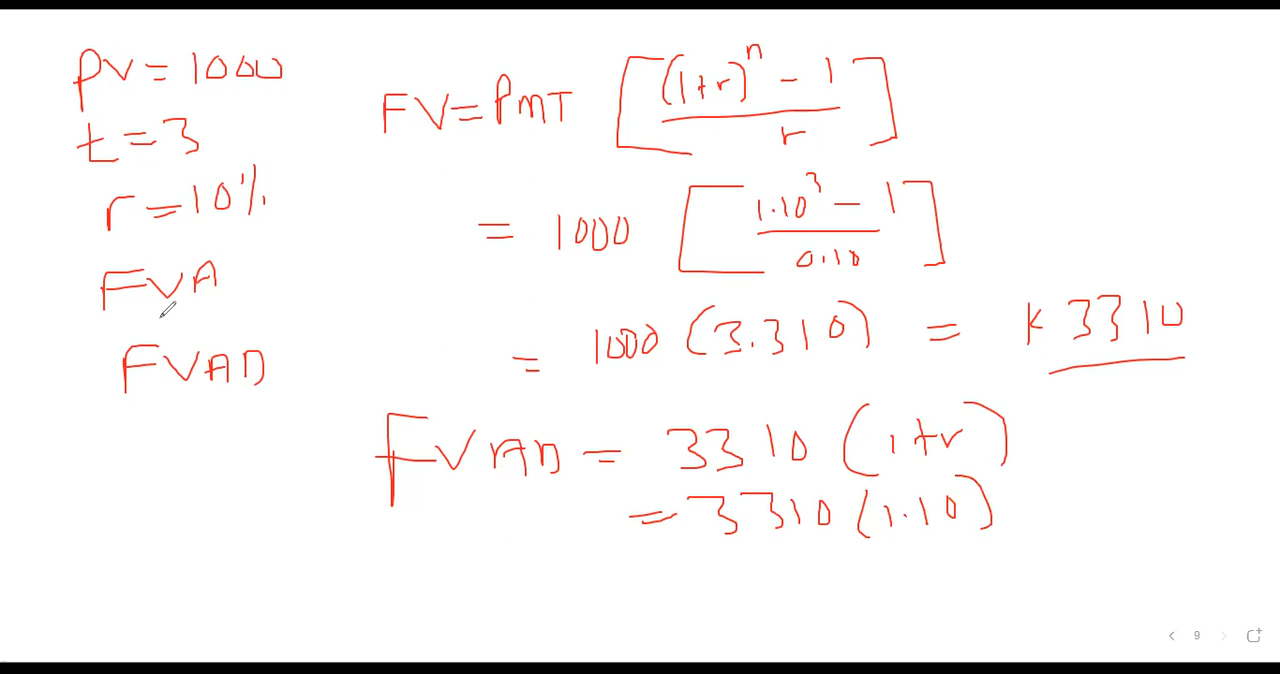 PV = 1000
t = 3
r = 10%
FVA
FVAD
FV = PMT [ (1+r)^n - 1 / r ]
= 1000 [ 1.10^3 - 1 / 0.10 ]
= 1000 (3.310) = K 3310
FVAD = 3310 (1+r)
= 3310 (1.10)
9